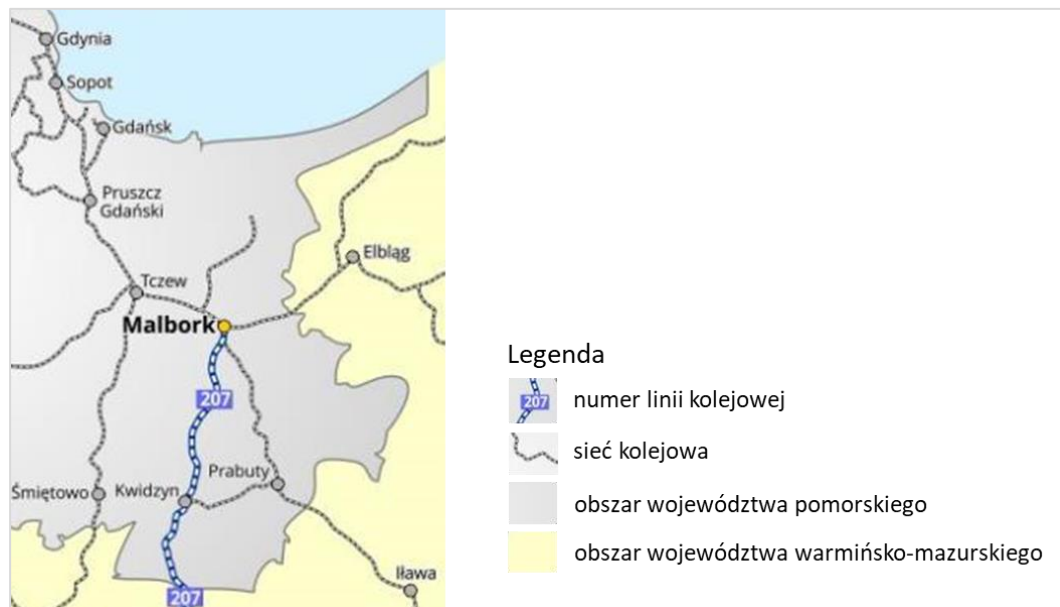 Gdynia
Sopot
Gdańsk
Pruszcz
Gdański
Elbląg
Tczew
Malbork
207
Prabuty
Śmiętowo
Kwidzyn
Iława
207
Legenda
207 numer linii kolejowej
sieć kolejowa
obszar województwa pomorskiego
obszar województwa warmińsko-mazurskiego